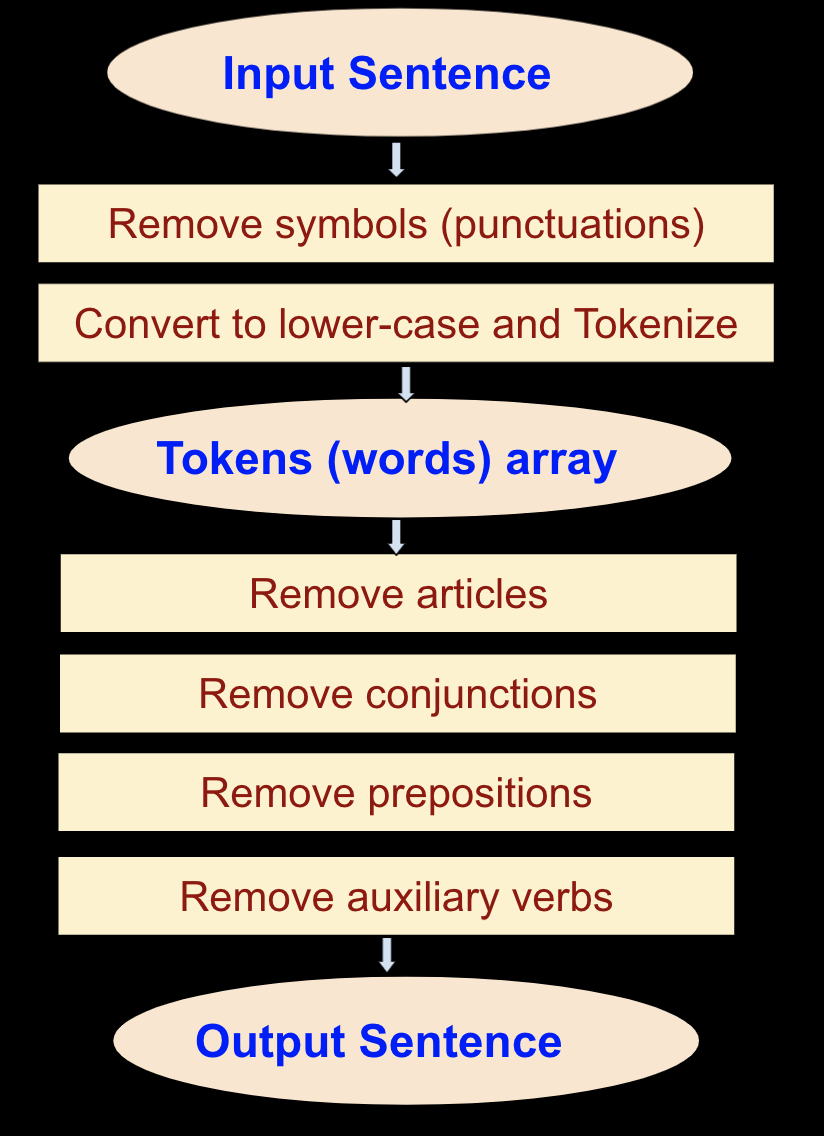 Input Sentence
Remove symbols (punctuations)
Convert to lower-case and Tokenize
Tokens (words) array
Remove articles
Remove conjunctions
Remove prepositions
Remove auxiliary verbs
Output Sentence